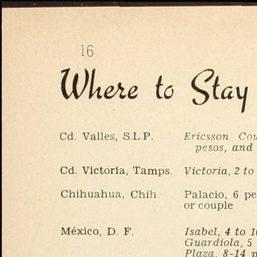 16
Where to Stay
Cd. Valles, S.L.P. Ericsson
pesos, and
Cd. Victoria, Tamps. Victoria, 2 to
Chihuahua, Chih. Palacio, 6
or couple
México, D. F. Isabel, 4 to
Guardiola, 5
Plaza, 8-14